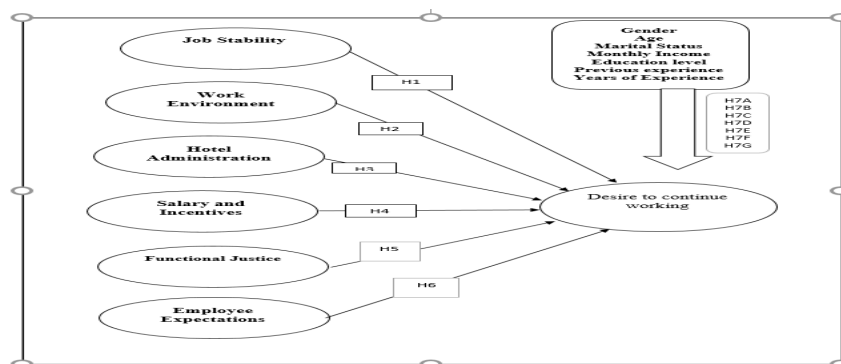 Job Stability
Work
Environment
Hotel
Administration
Salary and
Incentives
Functional Justice
Employee
Expectations
H1
H2
H3
H4
H5
H6
Gender
Age
Marital Status
Monthly Income
Education level
Previous experience
Years of Experience
H7A
H7B
H7C
H7D
H7E
H7F
H7G
Desire to continue
working